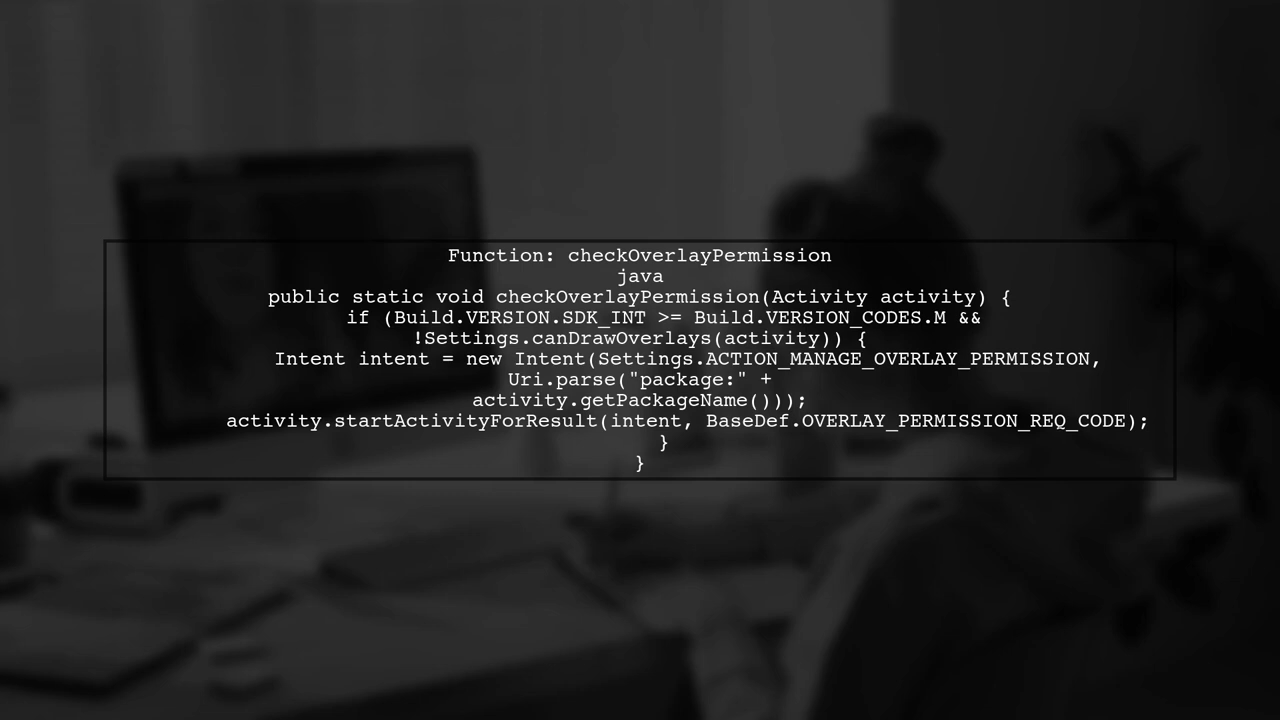 Function: checkOverlayPermission
java
public static void checkOverlayPermission(Activity activity) {
if (Build.VERSION.SDK_INT >= Build.VERSION_CODES.M &&
!Settings.canDrawOverlays(activity)) {
Intent intent = new Intent(Settings.ACTION_MANAGE_OVERLAY_PERMISSION,
Uri.parse("package:" +
activity.getPackageName()));
activity.startActivityForResult(intent, BaseDef.OVERLAY_PERMISSION_REQ_CODE);
}
}